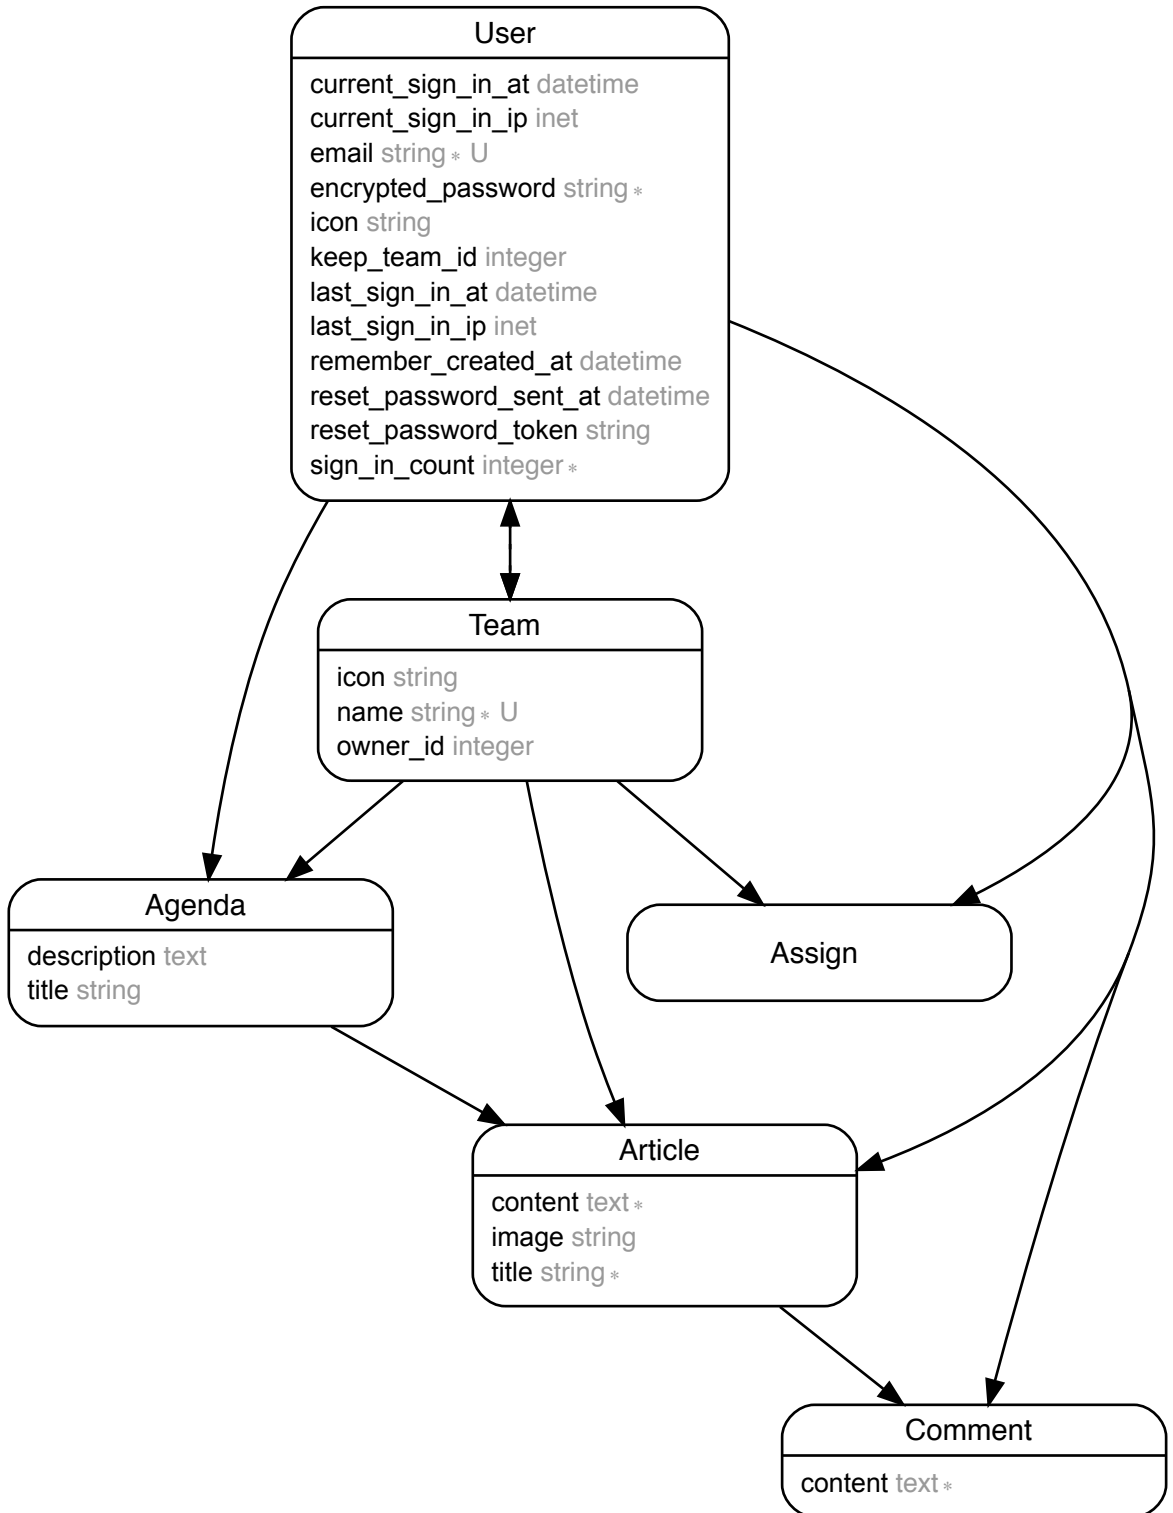 User
current_sign_in_at datetime
current_sign_in_ip inet
email string * U
encrypted_password string *
icon string
keep_team_id integer
last_sign_in_at datetime
last_sign_in_ip inet
remember_created_at datetime
reset_password_sent_at datetime
reset_password_token string
sign_in_count integer *
Team
icon string
name string * U
owner_id integer
Agenda
description text
title string
Assign
Article
content text *
image string
title string *
Comment
content text *